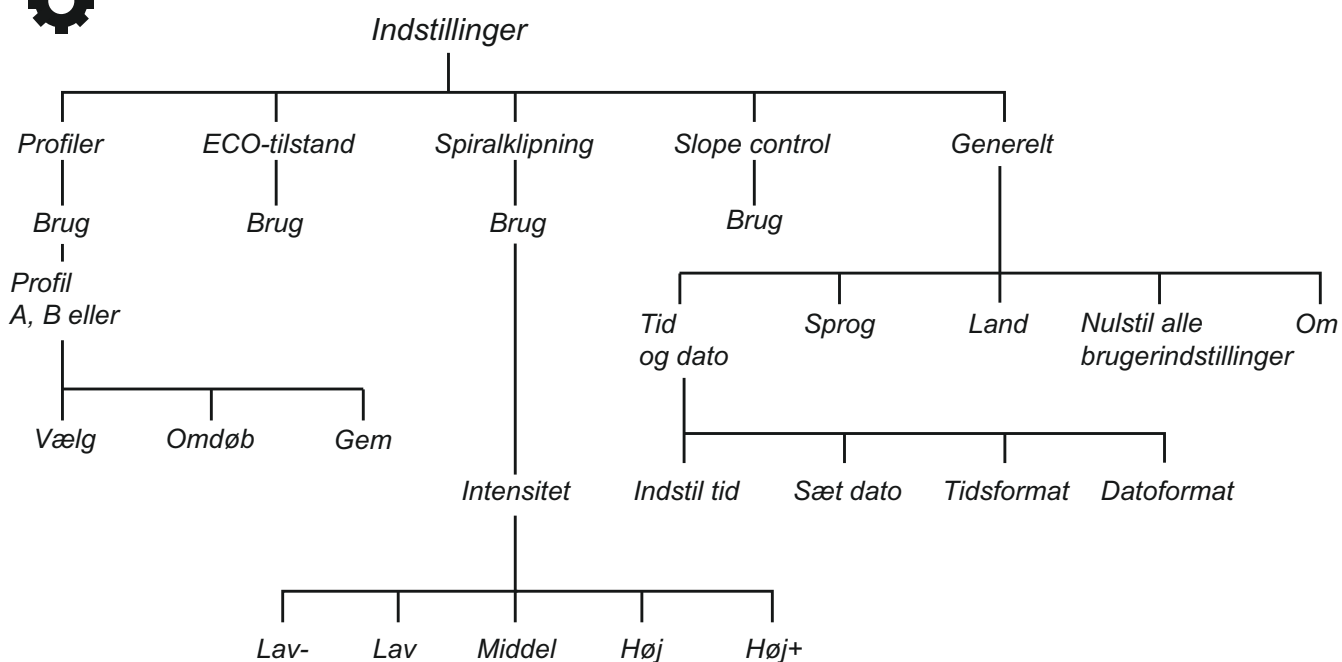 Indstillinger
Profiler
ECO-tilstand
Spiralklipning
Slope control
Generelt
Brug
Brug
Brug
Brug
Profil
A, B eller
Tid
og dato
Sprog
Land
Nulstil alle
brugerindstillinger
Om
Vælg
Omdøb
Gem
Intensitet
Indstil tid
Sæt dato
Tidsformat
Datoformat
Lav-
Lav
Middel
Høj
Høj+